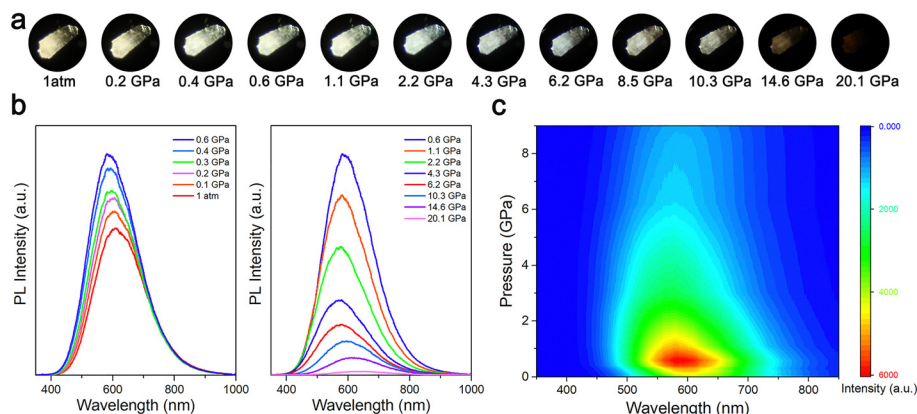 a
1atm 0.2 GPa 0.4 GPa 0.6 GPa 1.1 GPa 2.2 GPa 4.3 GPa 6.2 GPa 8.5 GPa 10.3 GPa 14.6 GPa 20.1 GPa
b
PL Intensity (a.u.)
0.6 GPa
0.4 GPa
0.3 GPa
0.2 GPa
0.1 GPa
1 atm
400 600 800 1000
Wavelength (nm)
PL Intensity (a.u.)
0.6 GPa
1.1 GPa
2.2 GPa
4.3 GPa
6.2 GPa
10.3 GPa
14.6 GPa
20.1 GPa
400 600 800 1000
Wavelength (nm)
c
Pressure (GPa)
8
6
4
2
0
400 500 600 700 800
Wavelength (nm)
0.000
2000
4000
6000
Intensity (a.u.)